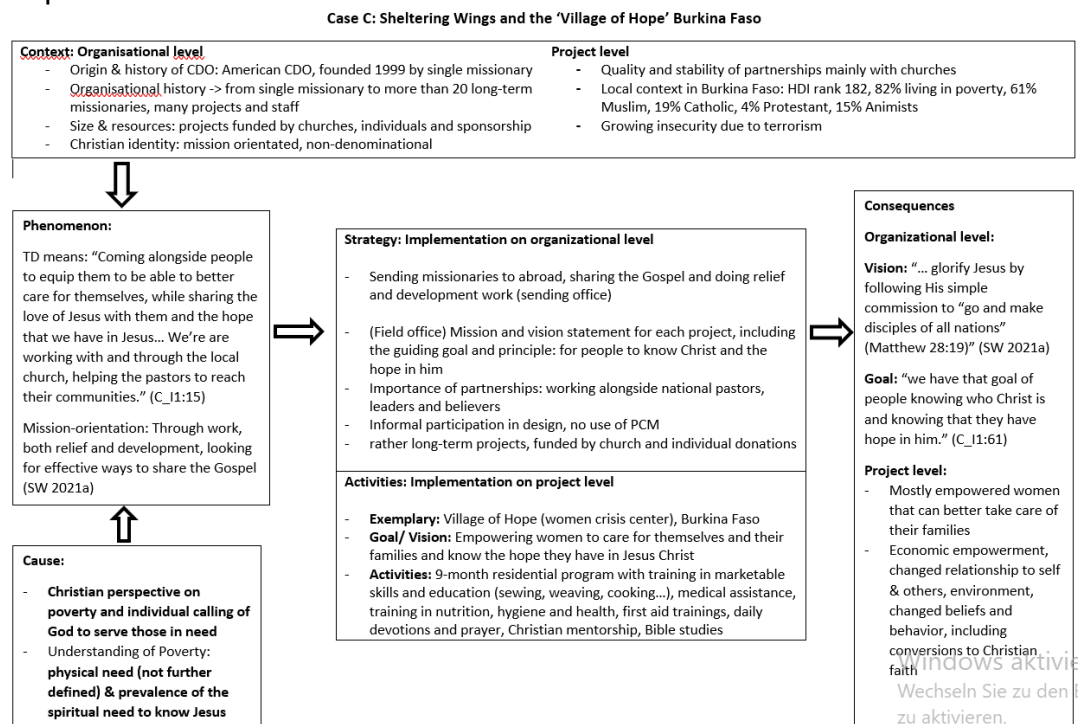 Case C: Sheltering Wings and the ‘Village of Hope’ Burkina Faso
Context: Organisational level
- Origin & history of CDO: American CDO, founded 1999 by single missionary
- Organisational history -> from single missionary to more than 20 long-term
missionaries, many projects and staff
- Size & resources: projects funded by churches, individuals and sponsorship
- Christian identity: mission orientated, non-denominational
Project level
- Quality and stability of partnerships mainly with churches
- Local context in Burkina Faso: HDI rank 182, 82% living in poverty, 61%
Muslim, 19% Catholic, 4% Protestant, 15% Animists
- Growing insecurity due to terrorism
Phenomenon:
TD means: “Coming alongside people
to equip them to be able to better
care for themselves, while sharing the
love of Jesus with them and the hope
that we have in Jesus... We’re are
working with and through the local
church, helping the pastors to reach
their communities.” (C_I1:15)
Mission-orientation: Through work,
both relief and development, looking
for effective ways to share the Gospel
(SW 2021a)
Cause:
- Christian perspective on
poverty and individual calling of
God to serve those in need
- Understanding of Poverty:
physical need (not further
defined) & prevalence of the
spiritual need to know Jesus
Strategy: Implementation on organizational level
- Sending missionaries to abroad, sharing the Gospel and doing relief
and development work (sending office)
- (Field office) Mission and vision statement for each project, including
the guiding goal and principle: for people to know Christ and the
hope in him
- Importance of partnerships: working alongside national pastors,
leaders and believers
- Informal participation in design, no use of PCM
- rather long-term projects, funded by church and individual donations
Activities: Implementation on project level
- Exemplary: Village of Hope (women crisis center), Burkina Faso
- Goal/ Vision: Empowering women to care for themselves and their
families and know the hope they have in Jesus Christ
- Activities: 9-month residential program with training in marketable
skills and education (sewing, weaving, cooking...), medical assistance,
training in nutrition, hygiene and health, first aid trainings, daily
devotions and prayer, Christian mentorship, Bible studies
Consequences
Organizational level:
Vision: “... glorify Jesus by
following His simple
commission to “go and make
disciples of all nations”
(Matthew 28:19)” (SW 2021a)
Goal: “we have that goal of
people knowing who Christ is
and knowing that they have
hope in him.” (C_I1:61)
Project level:
- Mostly empowered women
that can better take care of
their families
- Economic empowerment,
changed relationship to self
& others, environment,
changed beliefs and
behavior, including
conversions to Christian
faith
Windows aktivie
Wechseln Sie zu den E
zu aktivieren.